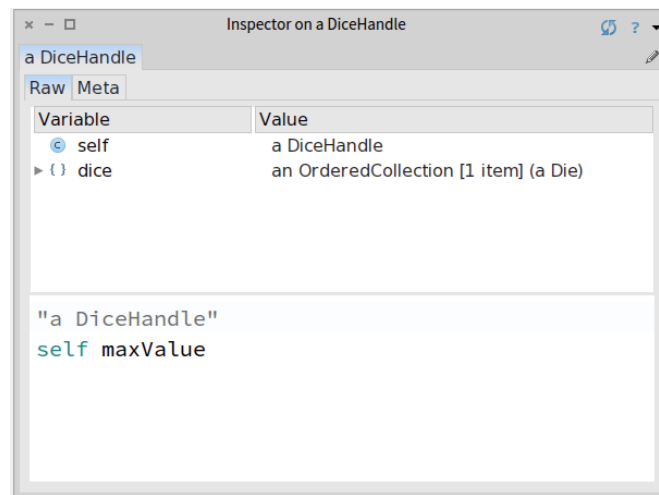 Inspector on a DiceHandle ?
a DiceHandle
Raw Meta
Variable Value
c self a DiceHandle
{ } dice an OrderedCollection [1 item] (a Die)
"a DiceHandle"
self maxValue